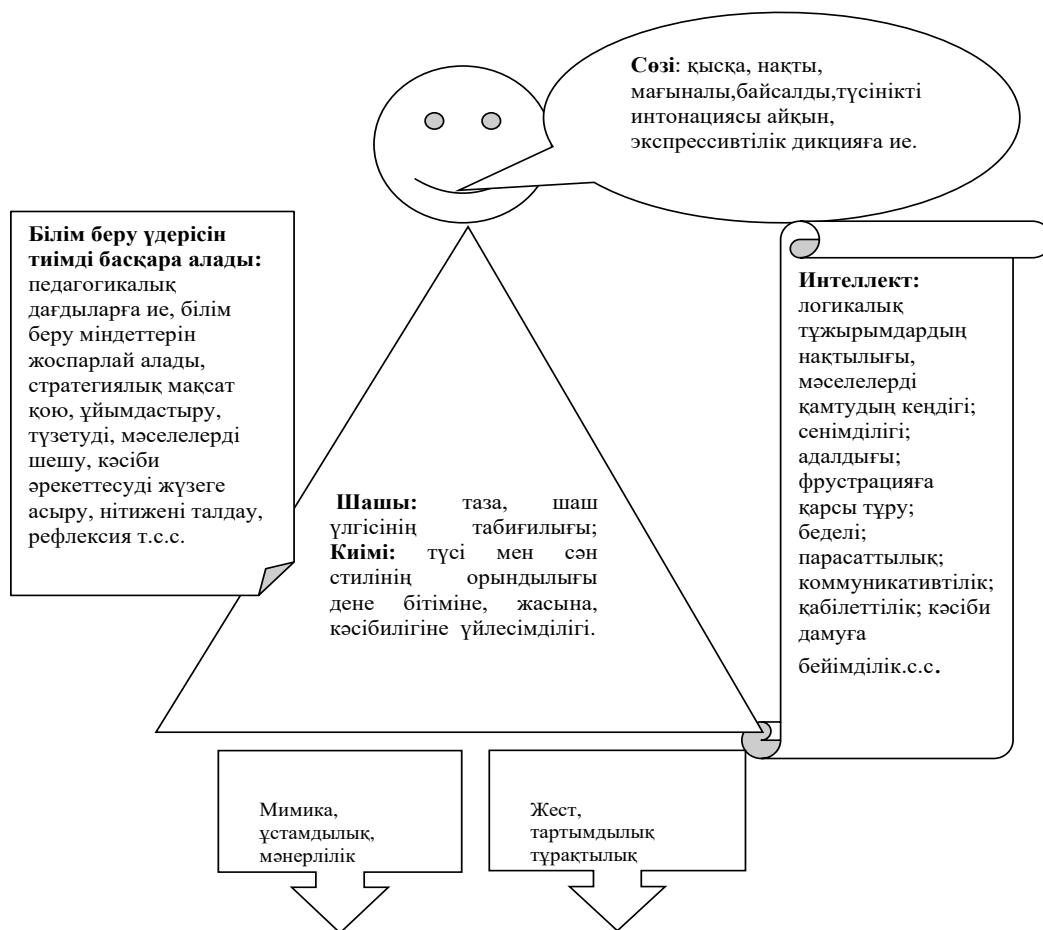 Сөзі: қысқа, нақты,
мағыналы,байсалды,түсінікті
интонациясы айқын,
экспрессивтілік дикцияға ие.
Білім беру үдерісін
тиімді басқара алады:
педагогикалық
дағдыларға ие, білім
беру міндеттерін
жоспарлай алады,
стратегиялық мақсат
қою, ұйымдастыру,
түзетуді, мәселелерді
шешу, кәсіби
әрекеттесуді жүзеге
асыру, нітижені талдау,
рефлексия т.с.с.
Шашы: таза, шаш
үлгісінің табиғилығы;
Киімі: түсі мен сән
стилінің орындылығы
дене бітіміне, жасына,
кәсібилігіне үйлесімділігі.
Интеллект:
логикалық
тұжырымдардың
нақтылығы,
мәселелерді
қамтудың кеңдігі;
сенімділігі;
адалдығы;
фрустрацияға
қарсы тұру;
беделі;
парасаттылық;
коммуникативтілік;
қабілеттілік; кәсіби
дамуға
бейімділік.с.с.
Мимика,
ұстамдылық,
мәнерлілік
Жест,
тартымдылық
тұрақтылық